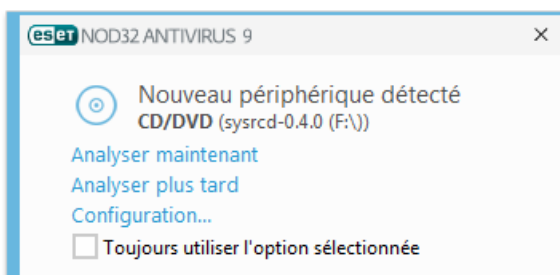 eset NOD32 ANTIVIRUS 9
Nouveau périphérique détecté
CD/DVD (sysrcd-0.4.0 (F:\))
Analyser maintenant
Analyser plus tard
Configuration...
Toujours utiliser l'option sélectionnée